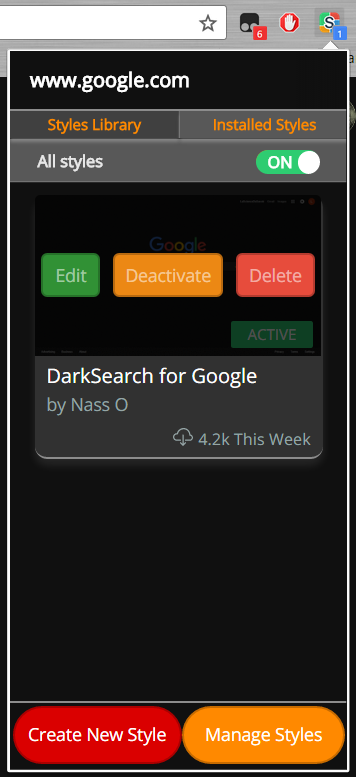 6
1
www.google.com
Styles Library Installed Styles
All styles ON
Google
Edit Deactivate Delete
ACTIVE
DarkSearch for Google
by Nass O
4.2k This Week
Create New Style Manage Styles